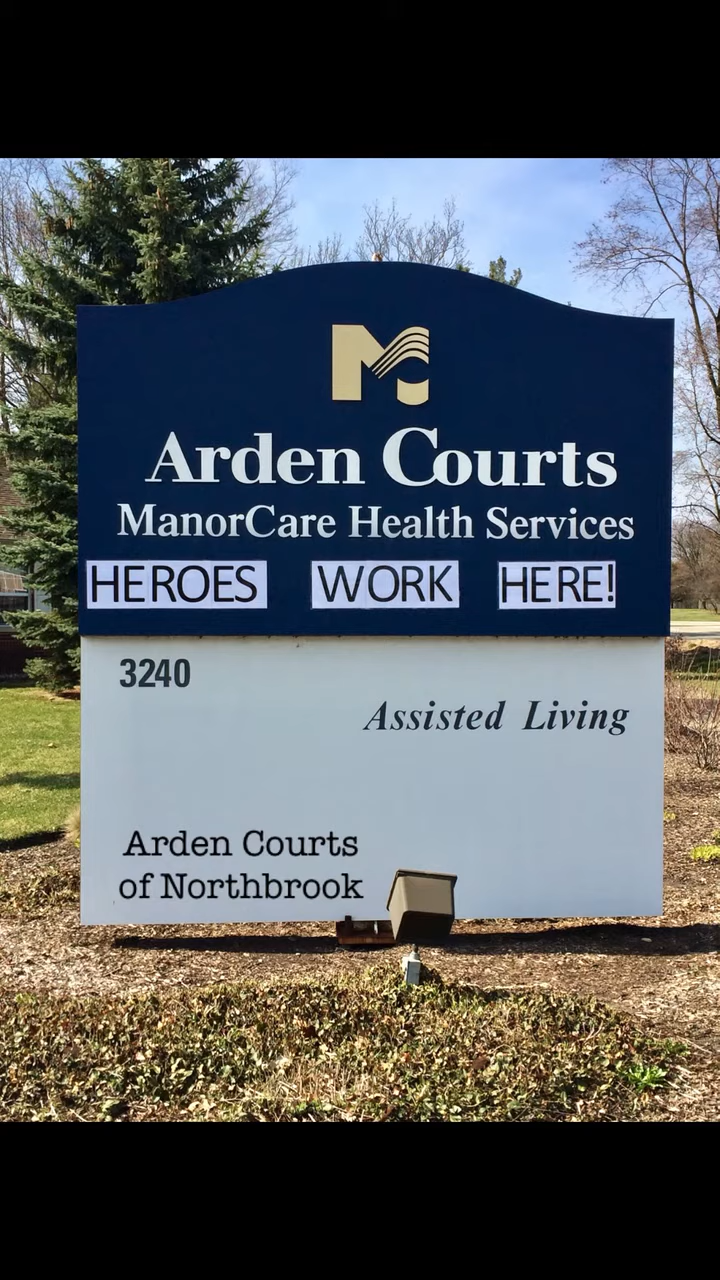 Arden Courts
ManorCare Health Services
HEROES WORK HERE!
3240
Assisted Living
Arden Courts
of Northbrook